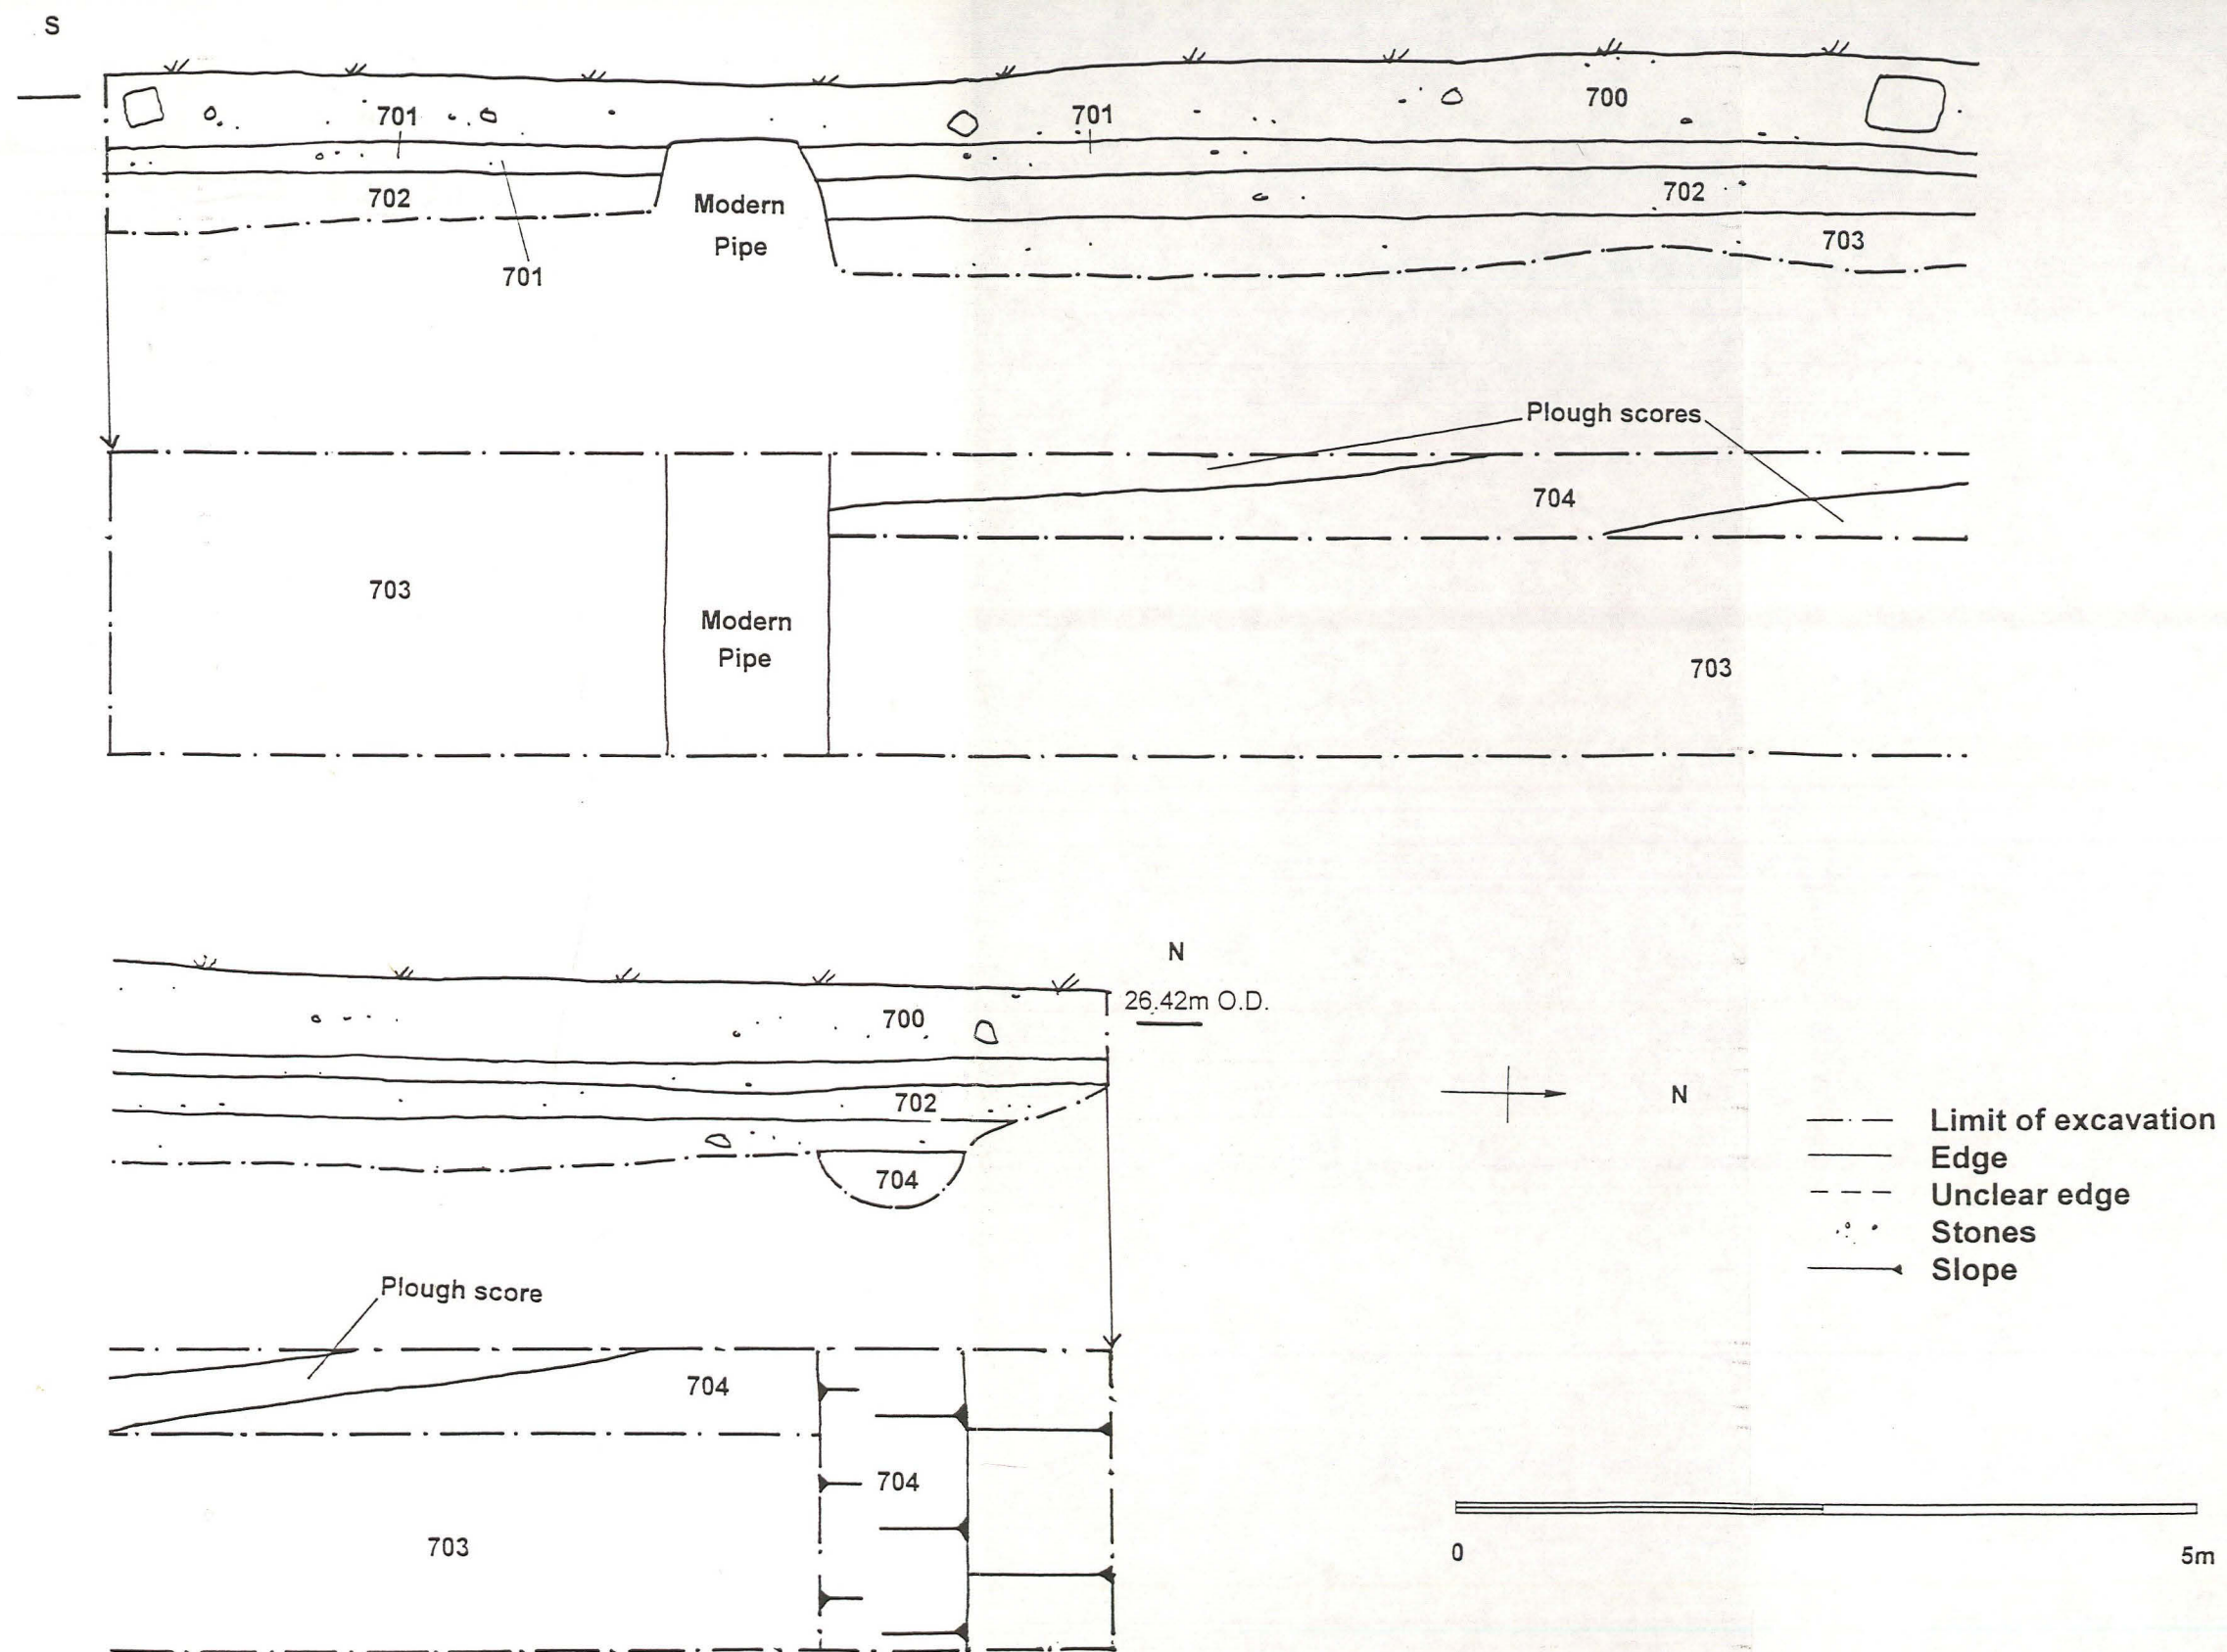 S
701
701
700
702
Modern
Pipe
702
703
701
Plough scores
704
703
Modern
Pipe
703
N
26.42m O.D.
700
702
704
N
Limit of excavation
Edge
Unclear edge
Stones
Slope
Plough score
704
704
703
0
5m